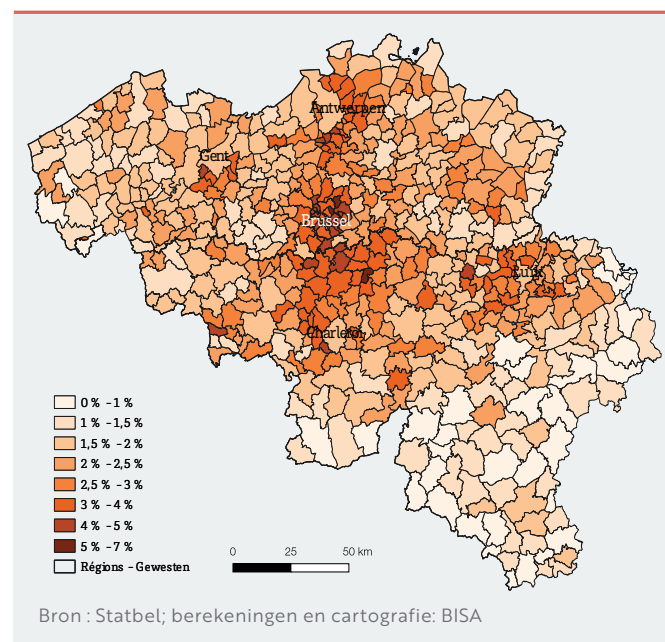 Antwerpen
Gent
Brussel
Luik
Charleroi
0 % - 1 %
1 % - 1,5 %
1,5 % - 2 %
2 % - 2,5 %
2,5 % - 3 %
3 % - 4 %
4 % - 5 %
5 % - 7 %
Régions - Gewesten
0 25 50 km
Bron : Statbel; berekeningen en cartografie: BISA